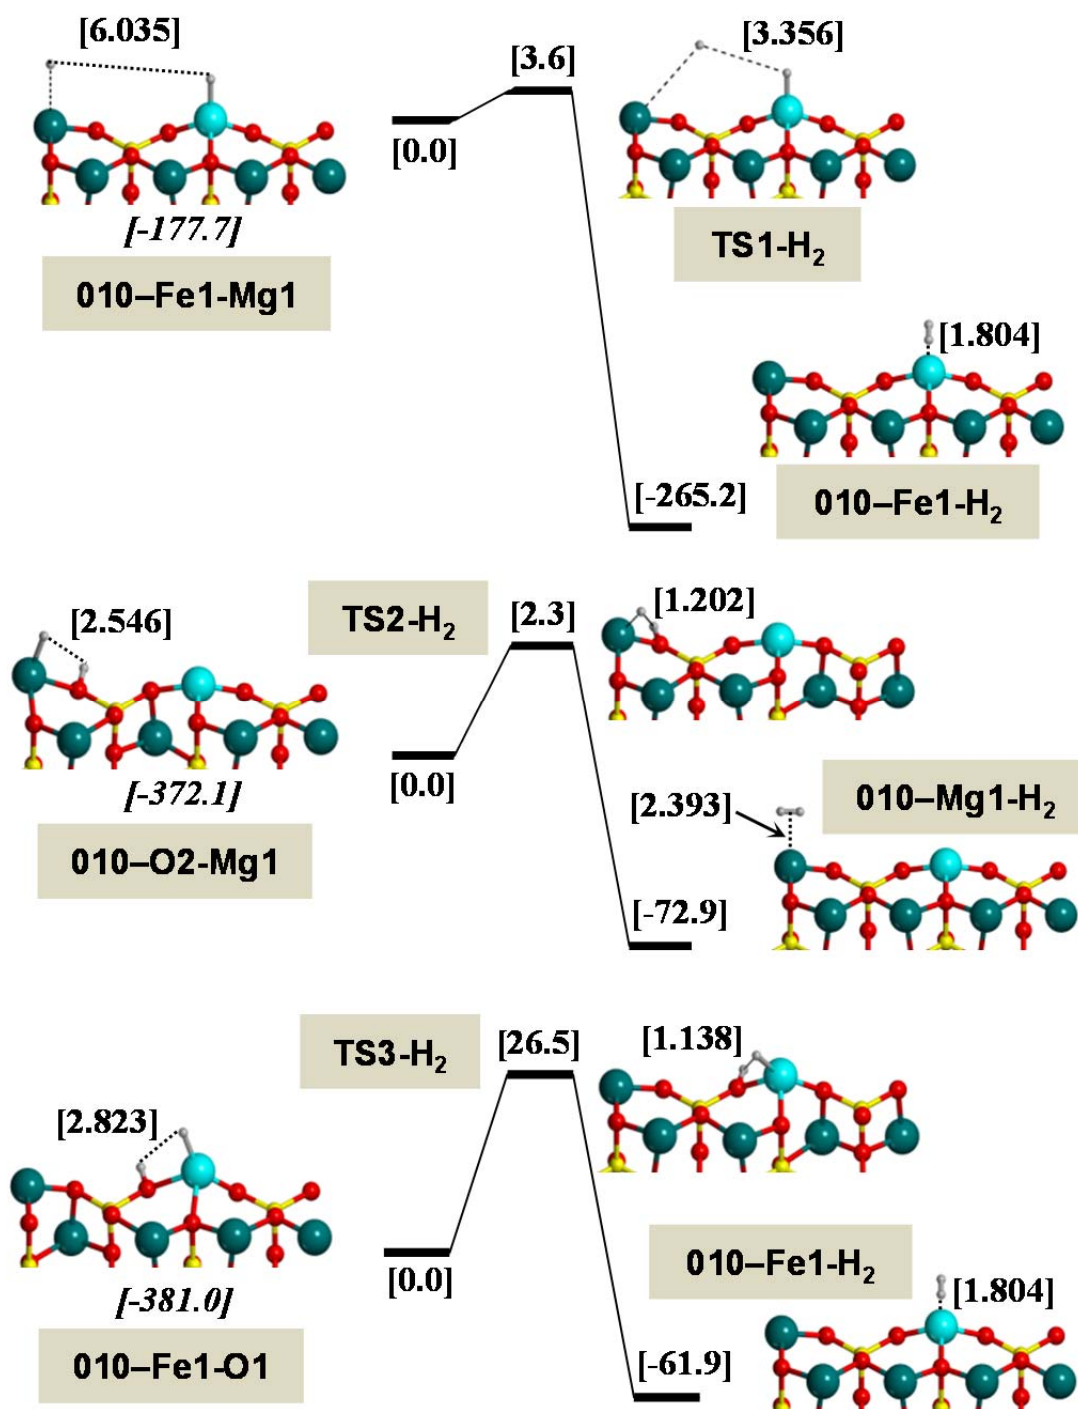 [6.035]
[3.6]
[3.356]
[0.0]
[-177.7]
010–Fe1-Mg1
TS1-H₂
[1.804]
[-265.2]
010–Fe1-H₂
TS2-H₂
[2.546]
[2.3]
[1.202]
[0.0]
[-372.1]
010–O2-Mg1
[2.393]
010–Mg1-H₂
[-72.9]
TS3-H₂
[26.5]
[1.138]
[2.823]
[0.0]
[-381.0]
010–Fe1-O1
010–Fe1-H₂
[1.804]
[-61.9]